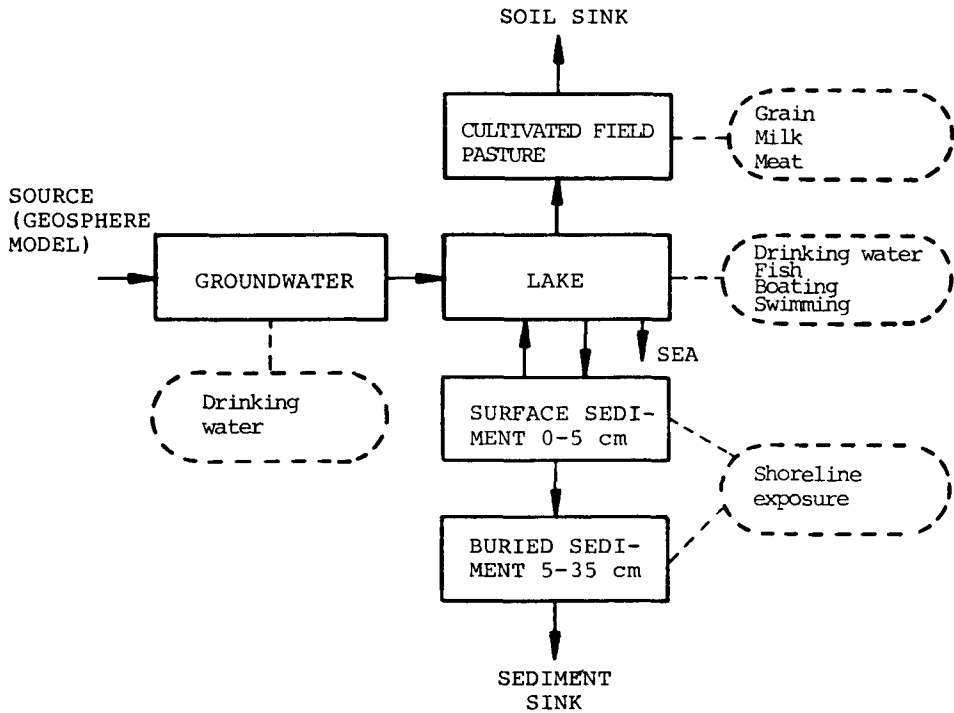 SOIL SINK
CULTIVATED FIELD
PASTURE
Grain
Milk
Meat
SOURCE
(GEOSPHERE
MODEL)
GROUNDWATER
LAKE
Drinking water
Fish
Boating
Swimming
SEA
Drinking
water
SURFACE SEDI-
MENT 0-5 cm
Shoreline
exposure
BURIED SEDI-
MENT 5-35 cm
SEDIMENT
SINK